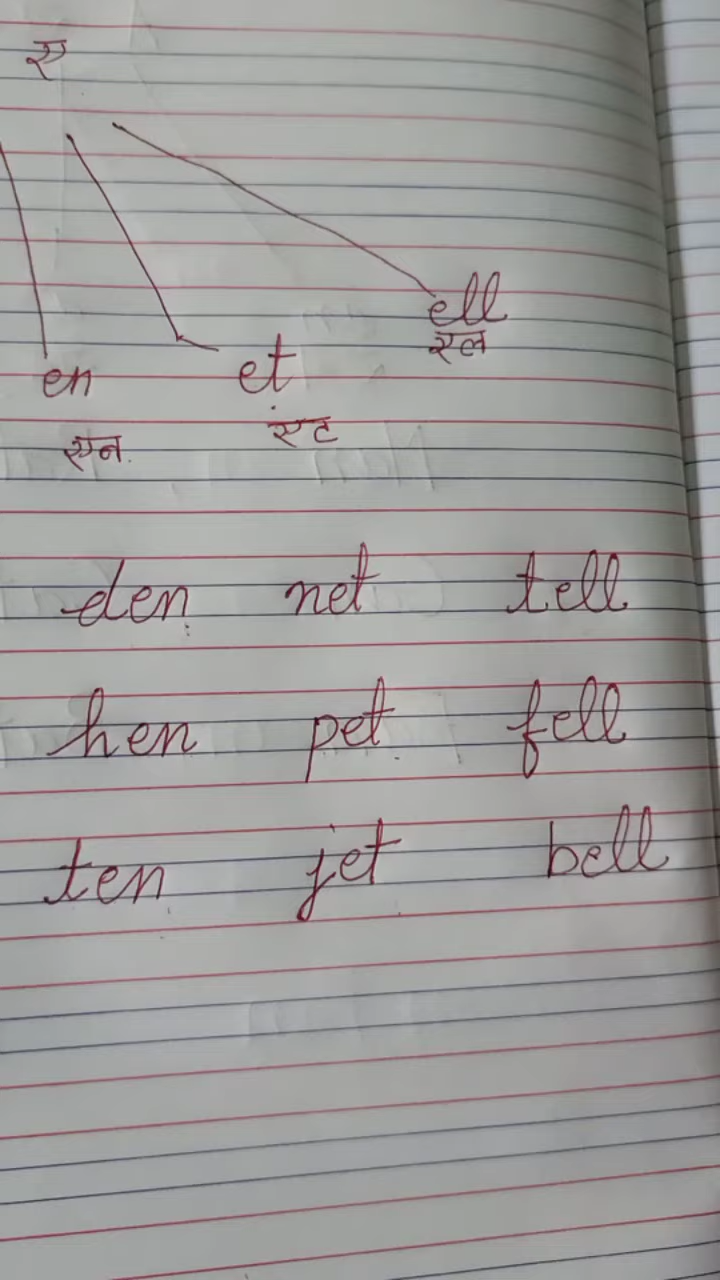 ए
ell
एल
en et
एन एट
den net tell
hen pet fell
ten jet bell